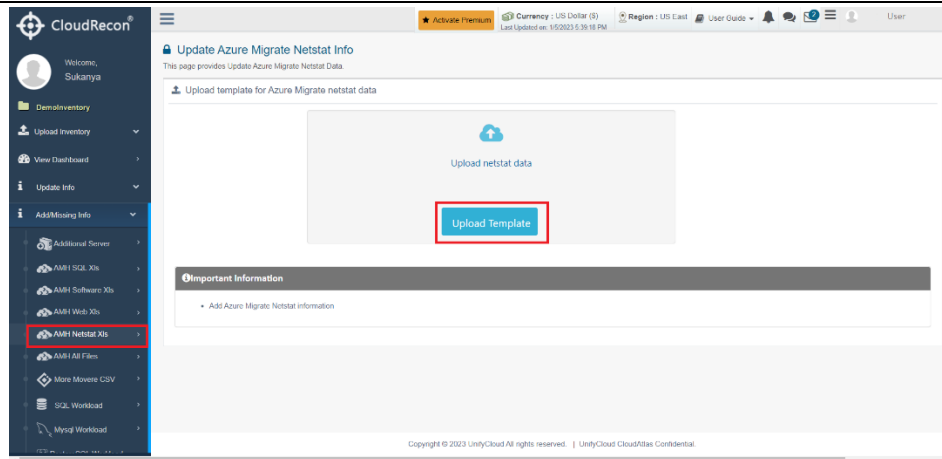 CloudRecon®
Activate Premium
Currency : US Dollar ($)
Last Updated on: 1/5/2023 5:39:18 PM
Region : US East
User Guide
User
Welcome,
Sukanya
DemoInventory
Upload Inventory
View Dashboard
Update Info
Add/Missing Info
Additional Server
AMH SQL Xls
AMH Software Xls
AMH Web Xls
AMH Netstat Xls
AMH All Files
More Movere CSV
SQL Workload
Mysql Workload
Update Azure Migrate Netstat Info
This page provides Update Azure Migrate Netstat Data.
Upload template for Azure Migrate netstat data
Upload netstat data
Upload Template
Important Information
Add Azure Migrate Netstat information
Copyright © 2023 UnifyCloud All rights reserved. | UnifyCloud CloudAtlas Confidential.